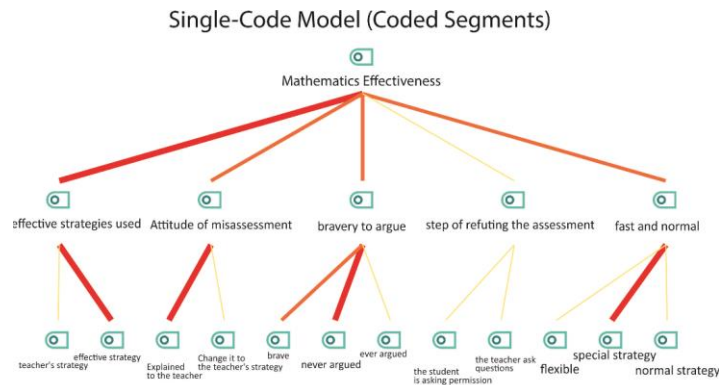 Single-Code Model (Coded Segments)
Mathematics Effectiveness
effective strategies used
Attitude of misassessment
bravery to argue
step of refuting the assessment
fast and normal
teacher's strategy
effective strategy
Explained
to the teacher
Change it to
the teacher's strategy
brave
never argued
ever argued
the student
is asking permission
the teacher ask
questions
flexible
special strategy
normal strategy